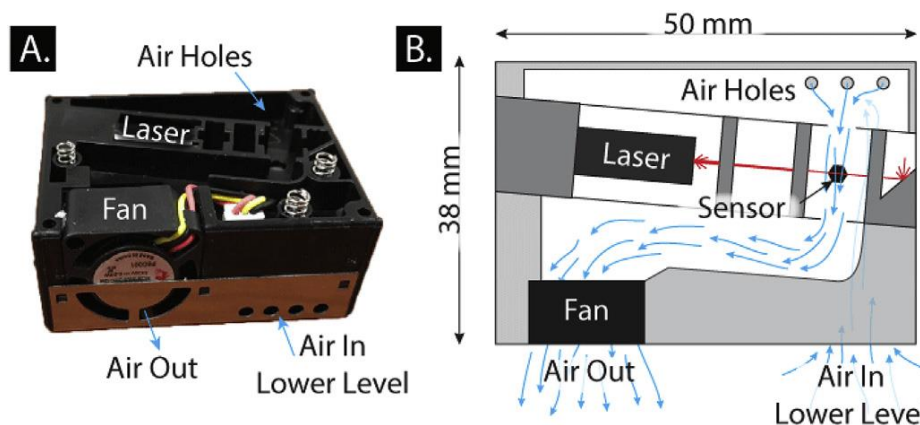 A.
Air Holes
Laser
Fan
Air Out
Air In
Lower Level
B.
50 mm
38 mm
Air Holes
Laser
Sensor
Fan
Air Out
Air In
Lower Leve